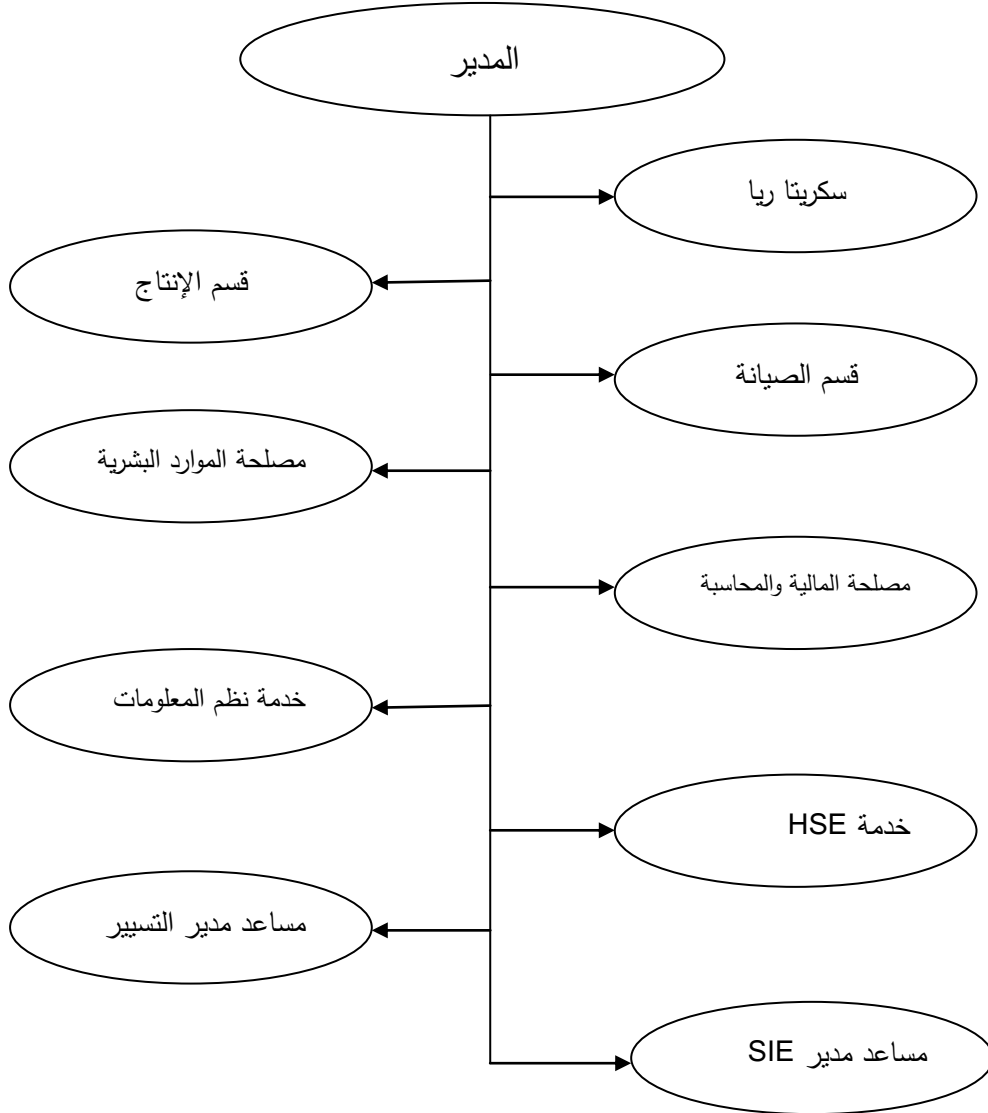 المدير
سكريتا ريا
قسم الإنتاج
قسم الصيانة
مصلحة الموارد البشرية
مصلحة المالية والمحاسبة
خدمة نظم المعلومات
خدمة HSE
مساعد مدير التسيير
مساعد مدير SIE